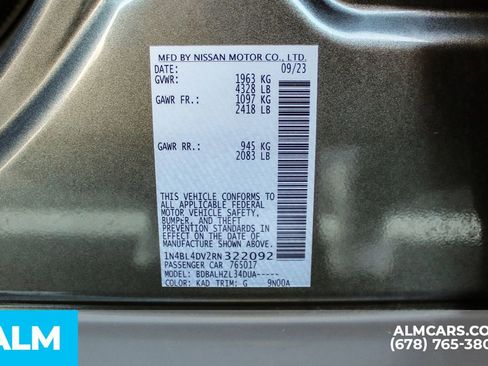 MFD BY NISSAN MOTOR CO., LTD.
DATE: 09/23
GVWR: 1963 KG
4328 LB
GAWR FR.: 1097 KG
2418 LB
GAWR RR.: 945 KG
2083 LB
THIS VEHICLE CONFORMS TO
ALL APPLICABLE FEDERAL
MOTOR VEHICLE SAFETY,
BUMPER, AND THEFT
PREVENTION STANDARDS IN
EFFECT ON THE DATE OF
MANUFACTURE SHOWN ABOVE.
1N4BL4DV2RN 322092
PASSENGER CAR 765017
MODEL: BDBALHZL34DUA-----
COLOR: KAD TRIM: G 9N00A
ALM
ALMCARS.COM
(678) 765-380